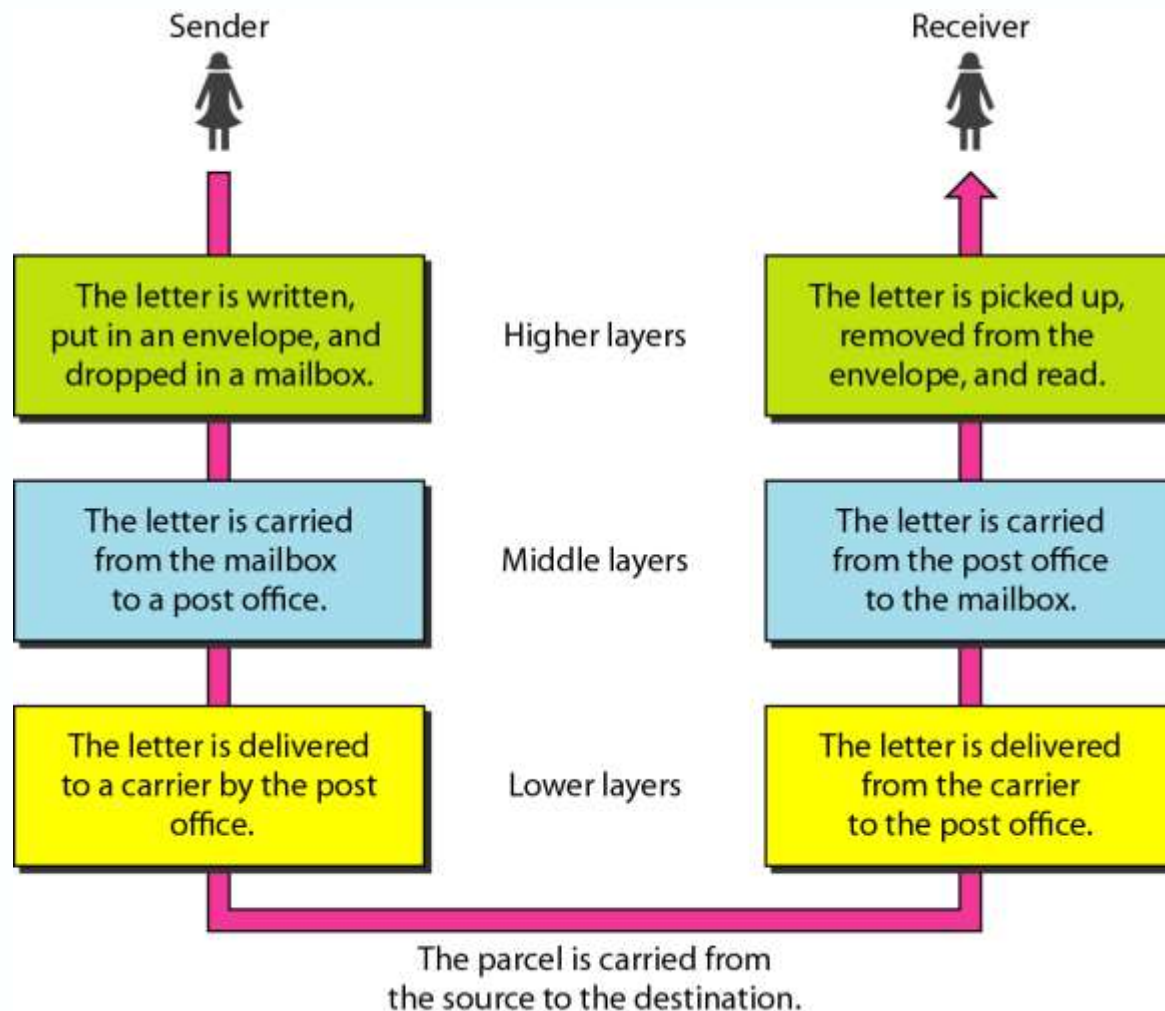 Sender
Receiver
The letter is written,
put in an envelope, and
dropped in a mailbox.
Higher layers
The letter is picked up,
removed from the
envelope, and read.
The letter is carried
from the mailbox
to a post office.
Middle layers
The letter is carried
from the post office
to the mailbox.
The letter is delivered
to a carrier by the post
office.
Lower layers
The letter is delivered
from the carrier
to the post office.
The parcel is carried from
the source to the destination.